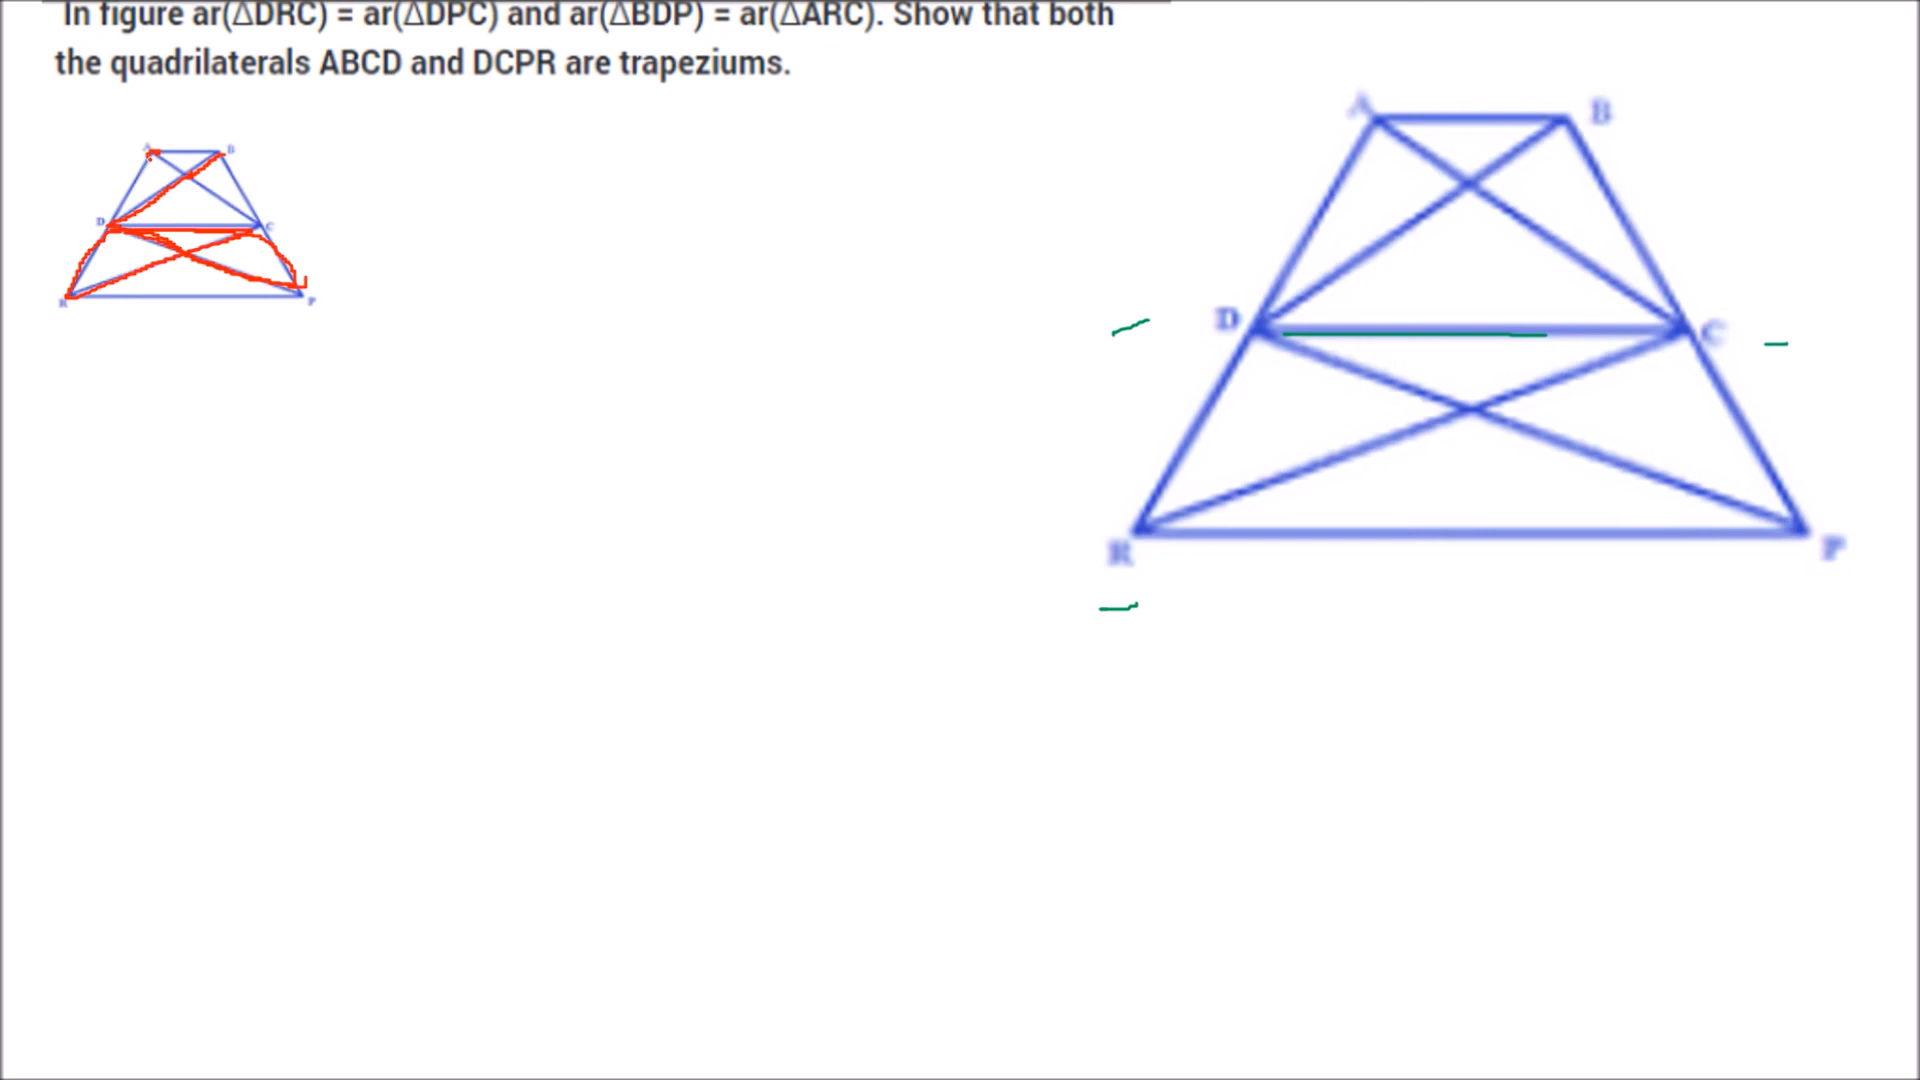 In figure ar(ΔDRC) = ar(ΔDPC) and ar(ΔBDP) = ar(ΔARC). Show that both
the quadrilaterals ABCD and DCPR are trapeziums.
A B
D C
R P
A B
D C
R P